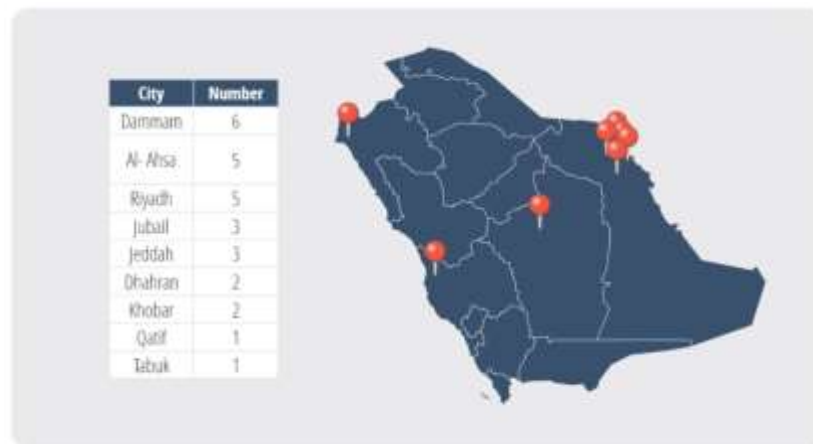 City Number
Dammam 6
Al- Ahsa 5
Riyadh 5
Jubail 3
Jeddah 3
Dhahran 2
Khobar 2
Qatif 1
Tabuk 1